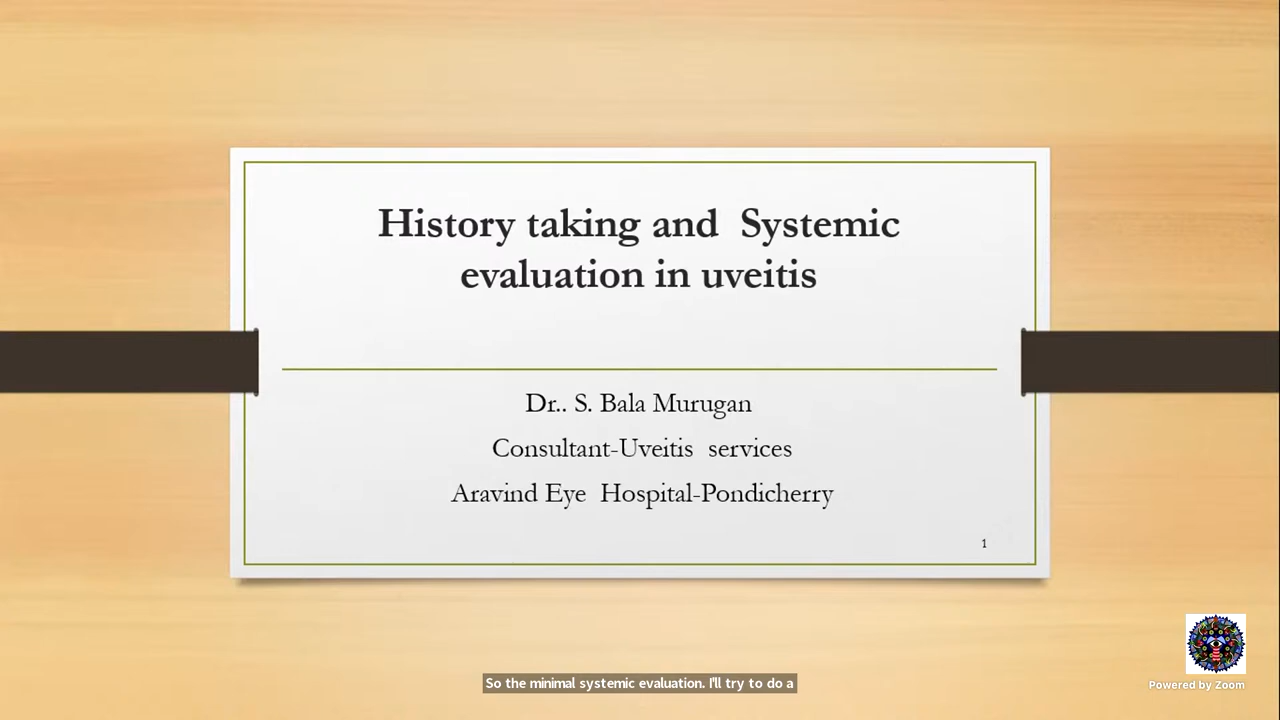 History taking and  Systemic
evaluation in uveitis
Dr.. S. Bala Murugan
Consultant-Uveitis  services
Aravind Eye  Hospital-Pondicherry
1
Powered by Zoom
So the minimal systemic evaluation. I'll try to do a